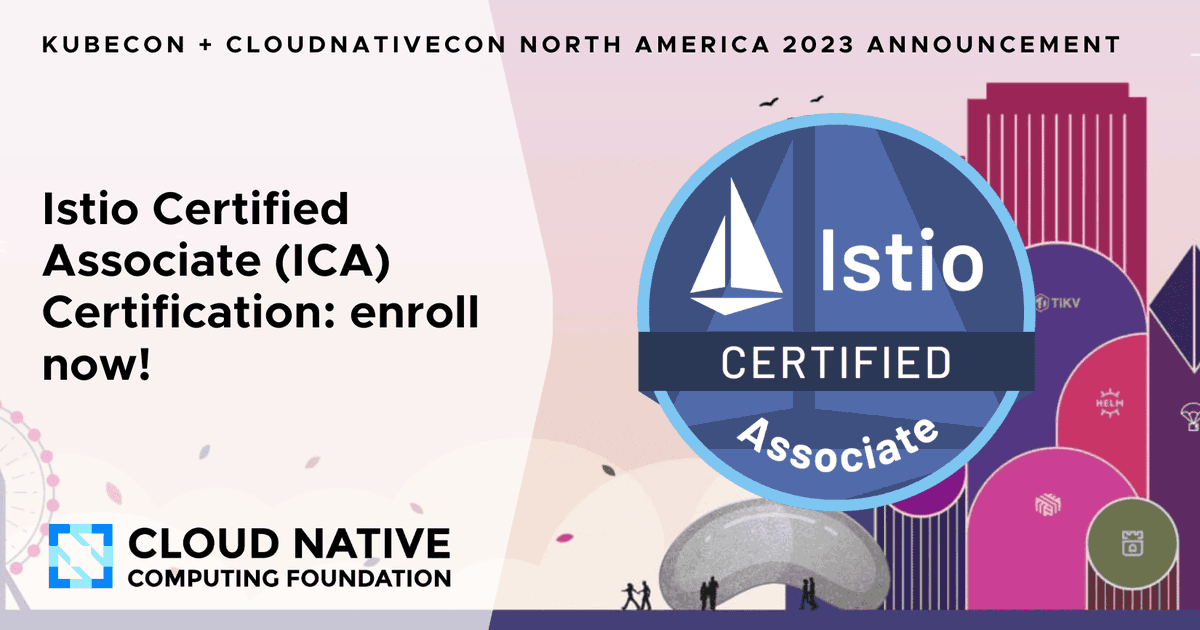 KUBECON + CLOUDNATIVECON NORTH AMERICA 2023 ANNOUNCEMENT
Istio Certified
Associate (ICA)
Certification: enroll
now!
Istio
CERTIFIED
Associate
TIKV
HELM
CLOUD NATIVE
COMPUTING FOUNDATION